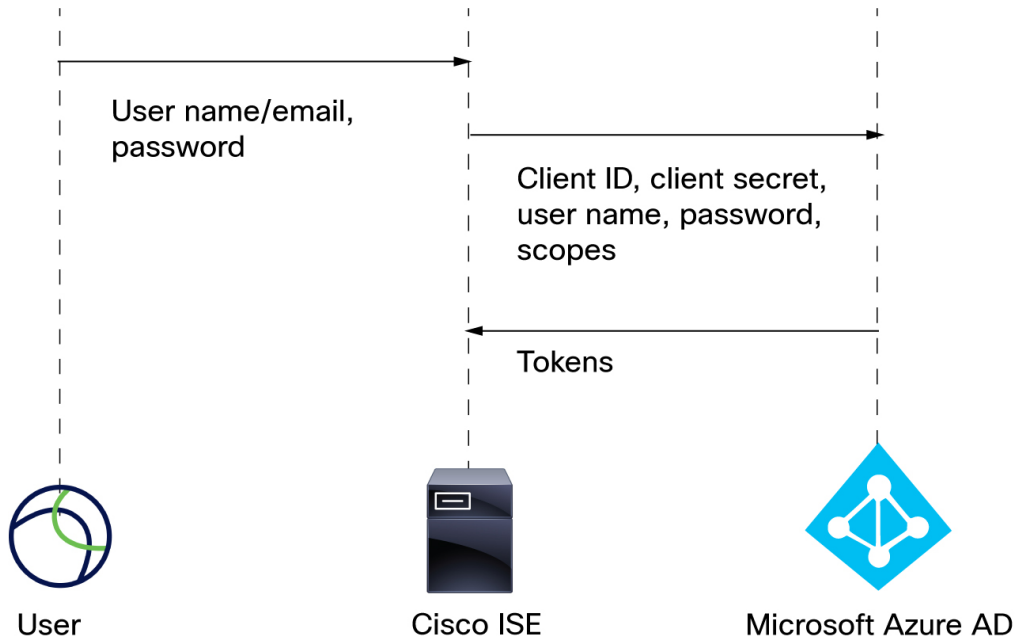 User name/email,
password
Client ID, client secret,
user name, password,
scopes
Tokens
User
Cisco ISE
Microsoft Azure AD